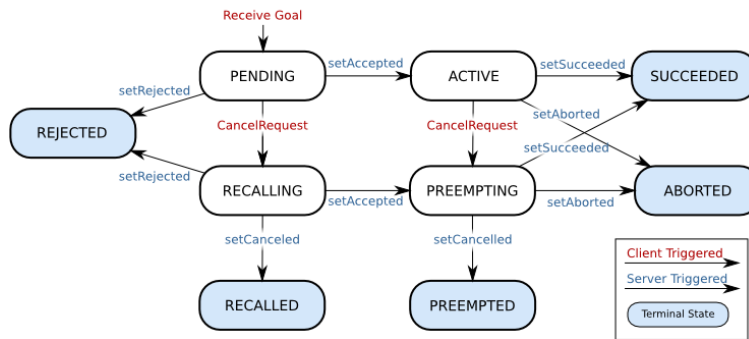 Receive Goal
PENDING
setAccepted
ACTIVE
setSucceeded
SUCCEEDED
setRejected
setAborted
REJECTED
CancelRequest
CancelRequest
setSucceeded
setRejected
RECALLING
setAccepted
PREEMPTING
setAborted
ABORTED
setCanceled
setCancelled
Client Triggered
Server Triggered
RECALLED
PREEMPTED
Terminal State